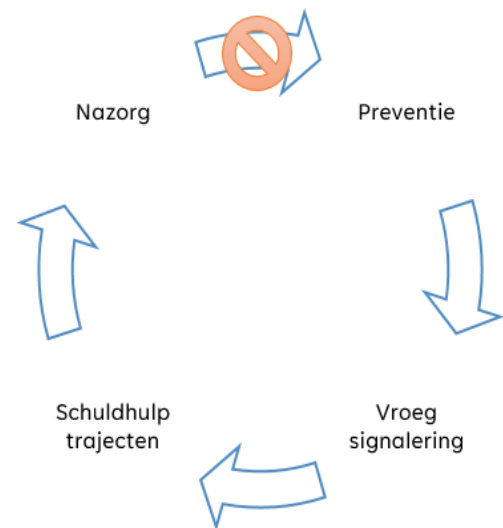 Nazorg
Preventie
Schuldhulp
trajecten
Vroeg
signalering